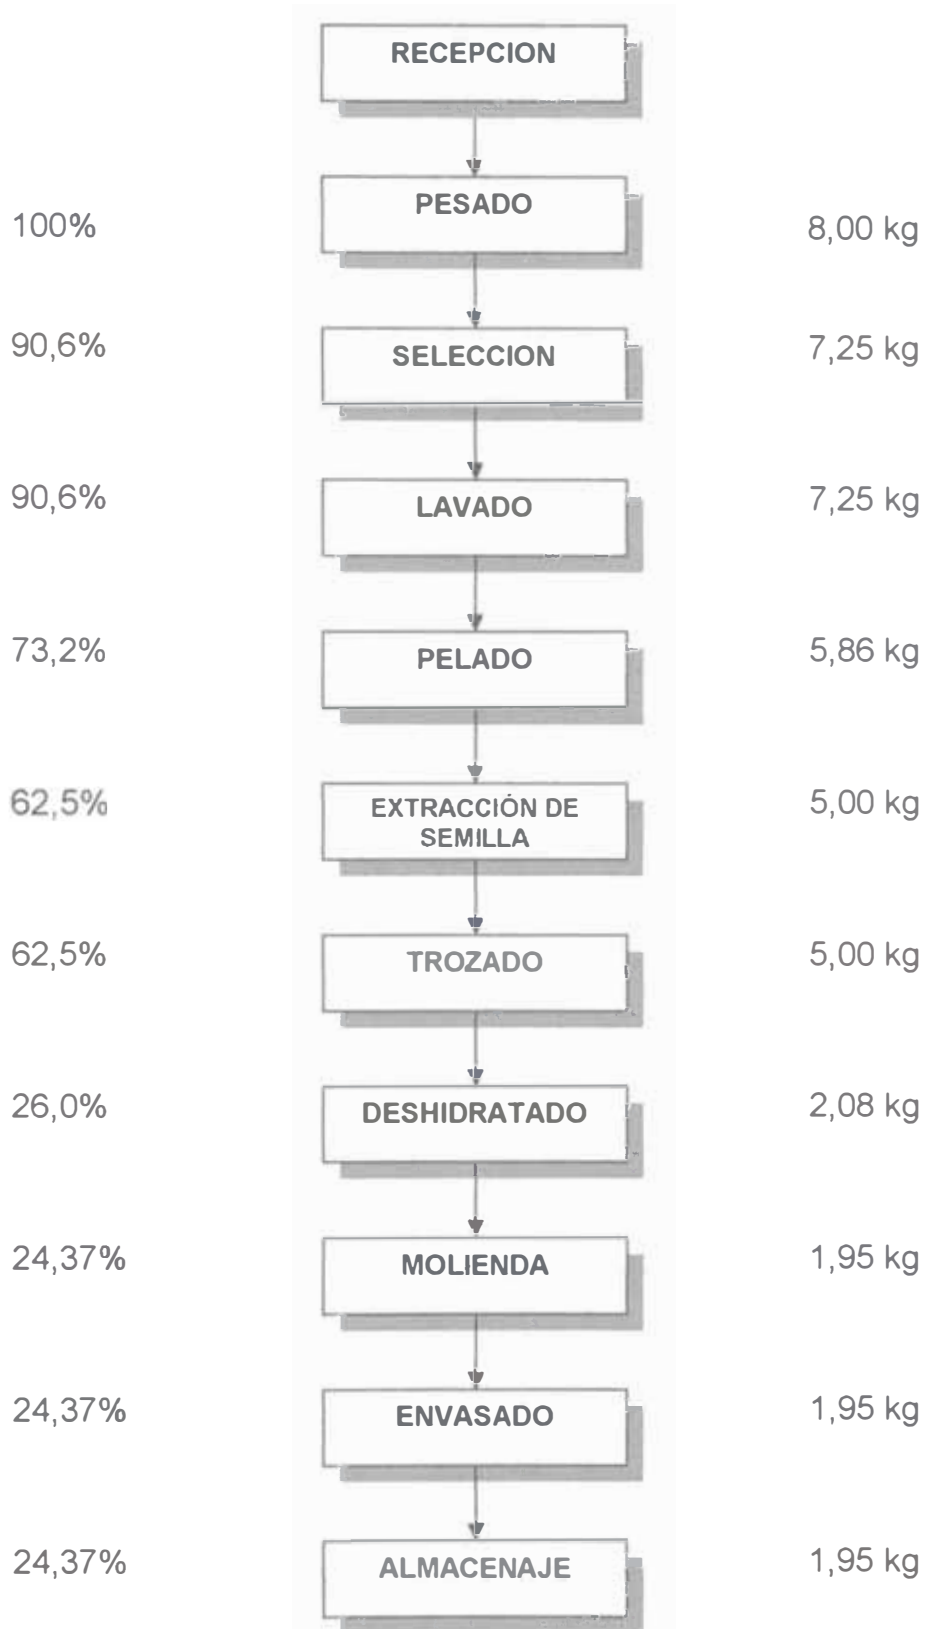 RECEPCION
PESADO
100%
8,00 kg
90,6%
SELECCION
7,25 kg
90,6%
LAVADO
7,25 kg
73,2%
PELADO
5,86 kg
62,5%
EXTRACCIÓN DE
SEMILLA
5,00 kg
62,5%
TROZADO
5,00 kg
26,0%
DESHIDRATADO
2,08 kg
24,37%
MOLIENDA
1,95 kg
24,37%
ENVASADO
1,95 kg
24,37%
ALMACENAJE
1,95 kg